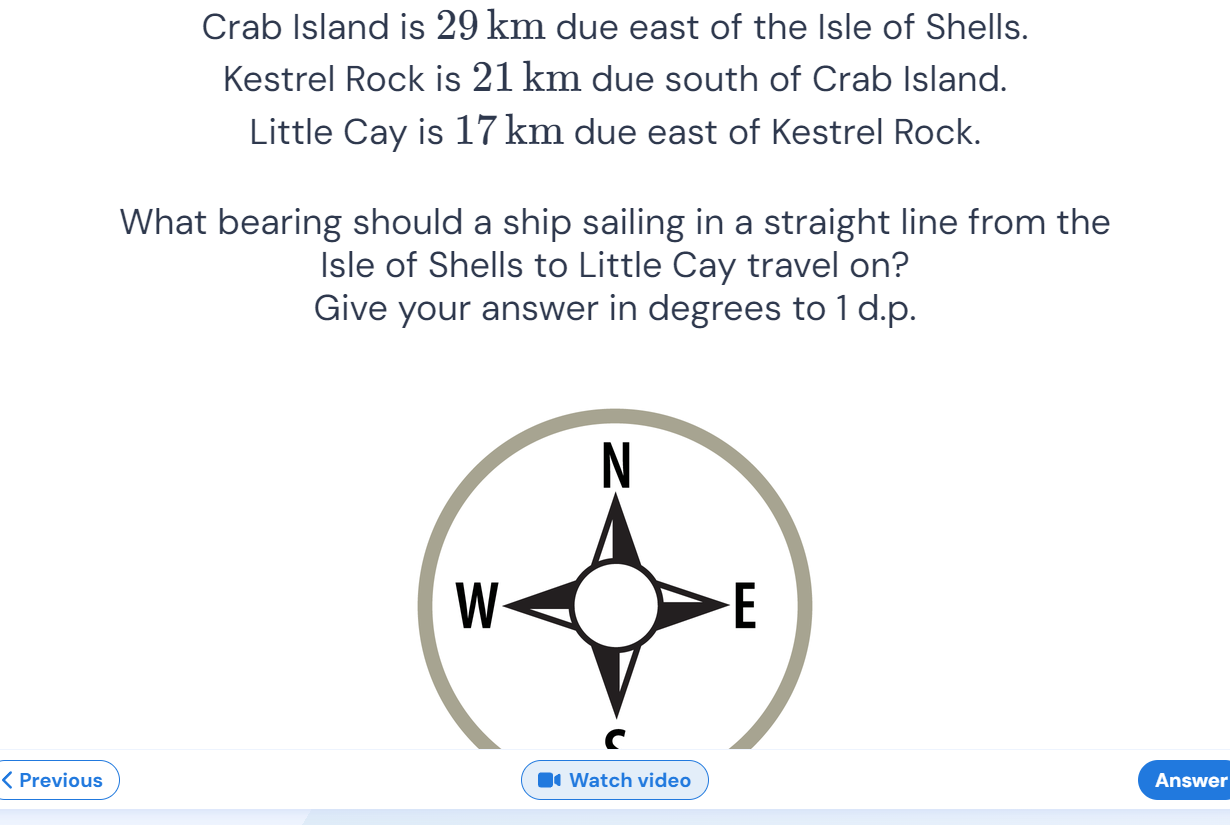 Crab Island is 29 km due east of the Isle of Shells.
Kestrel Rock is 21 km due south of Crab Island.
Little Cay is 17 km due east of Kestrel Rock.
What bearing should a ship sailing in a straight line from the
Isle of Shells to Little Cay travel on?
Give your answer in degrees to 1 d.p.
N
W
E
S
Previous
Watch video
Answer